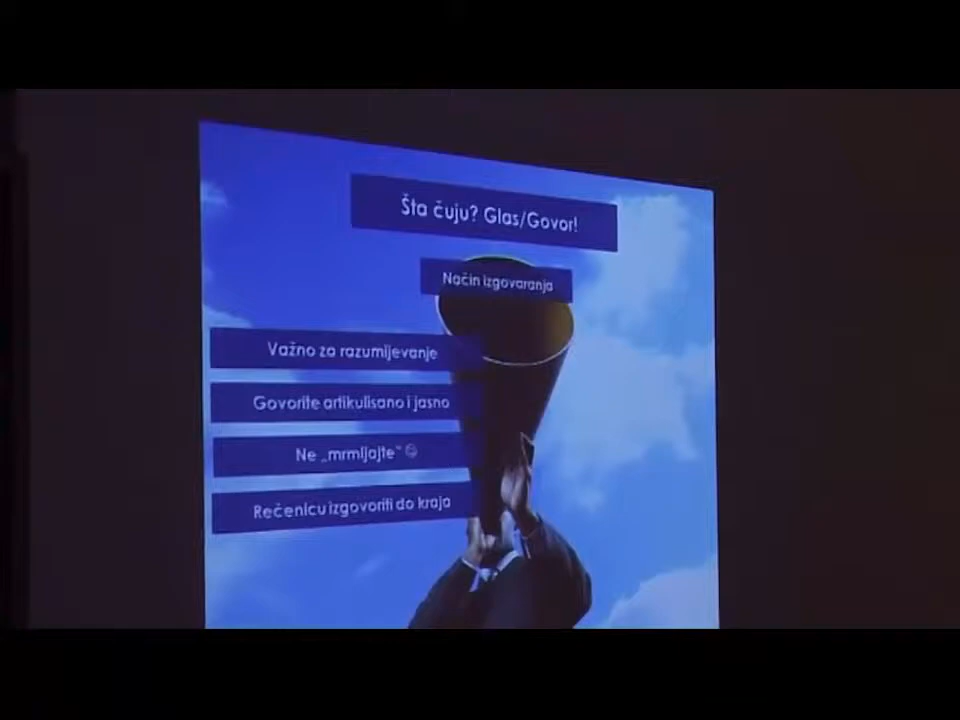 Šta čuju? Glas/Govor!
Način izgovaranja
Važno za razumijevanje
Govorite artikulisano i jasno
Ne „mrmljajte“ ☺
Rečenicu izgovoriti do kraja